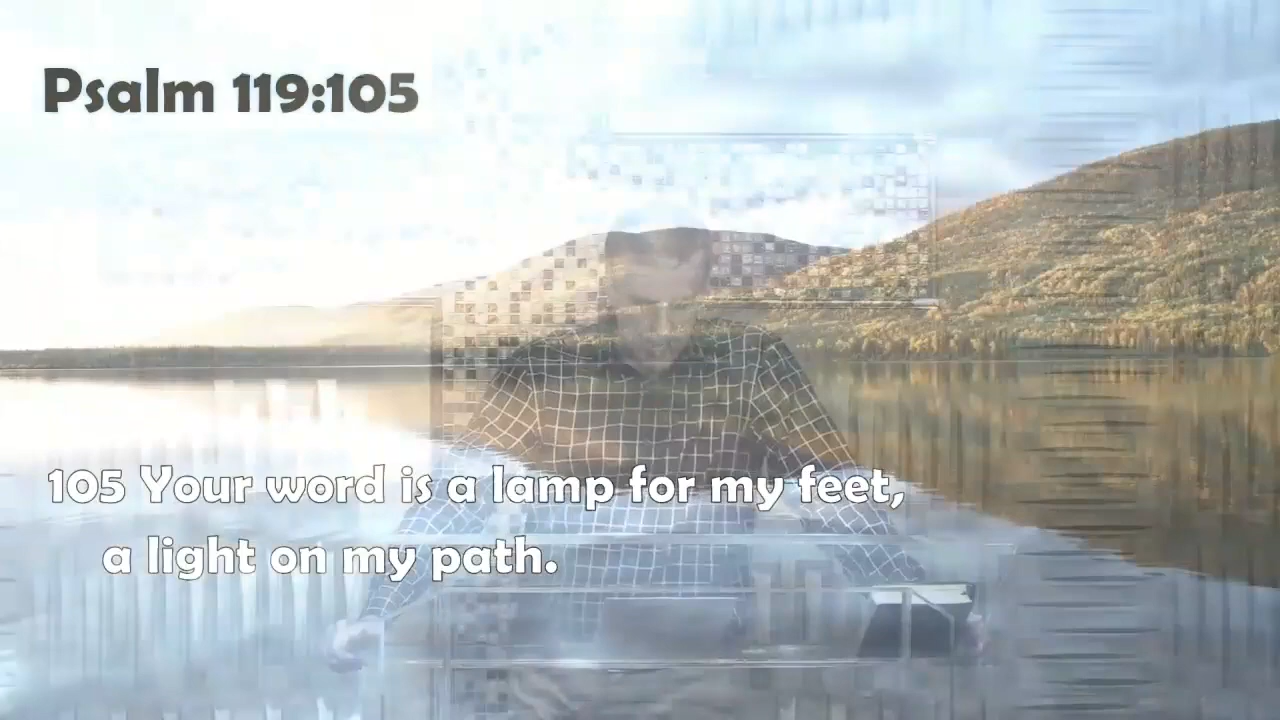 Psalm 119:105
105 Your word is a lamp for my feet,
a light on my path.